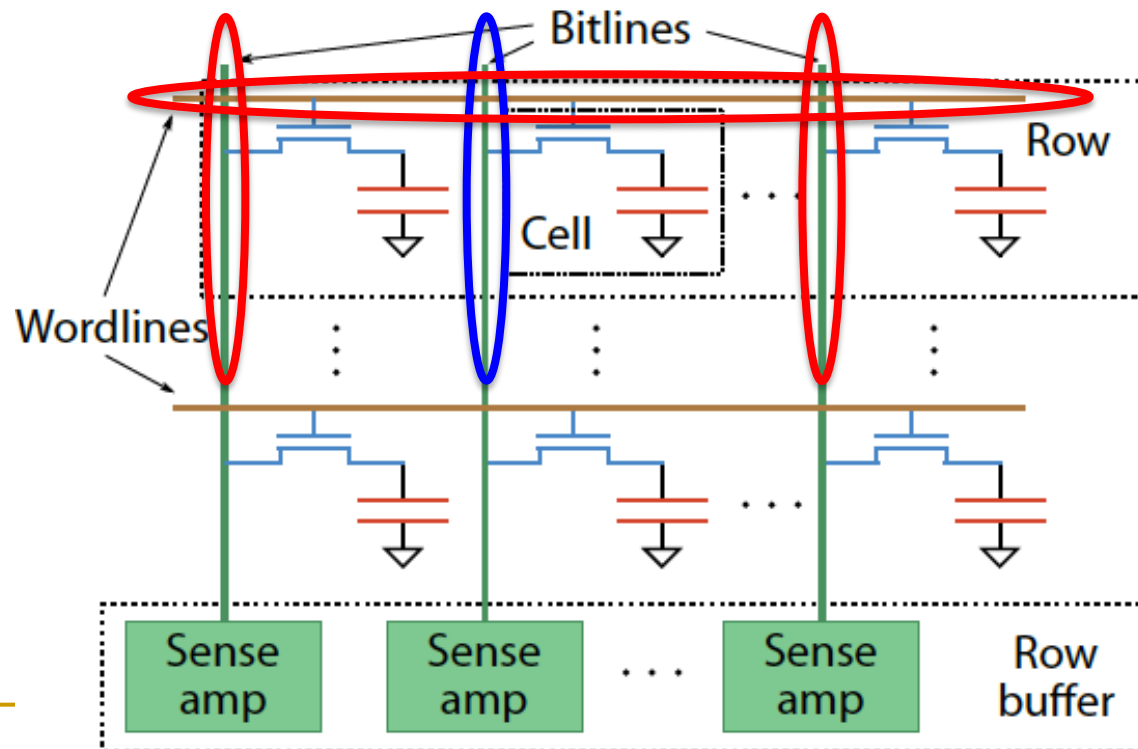 Bitlines
Row
Cell
Wordlines
Sense
amp
Sense
amp
Sense
amp
Row
buffer